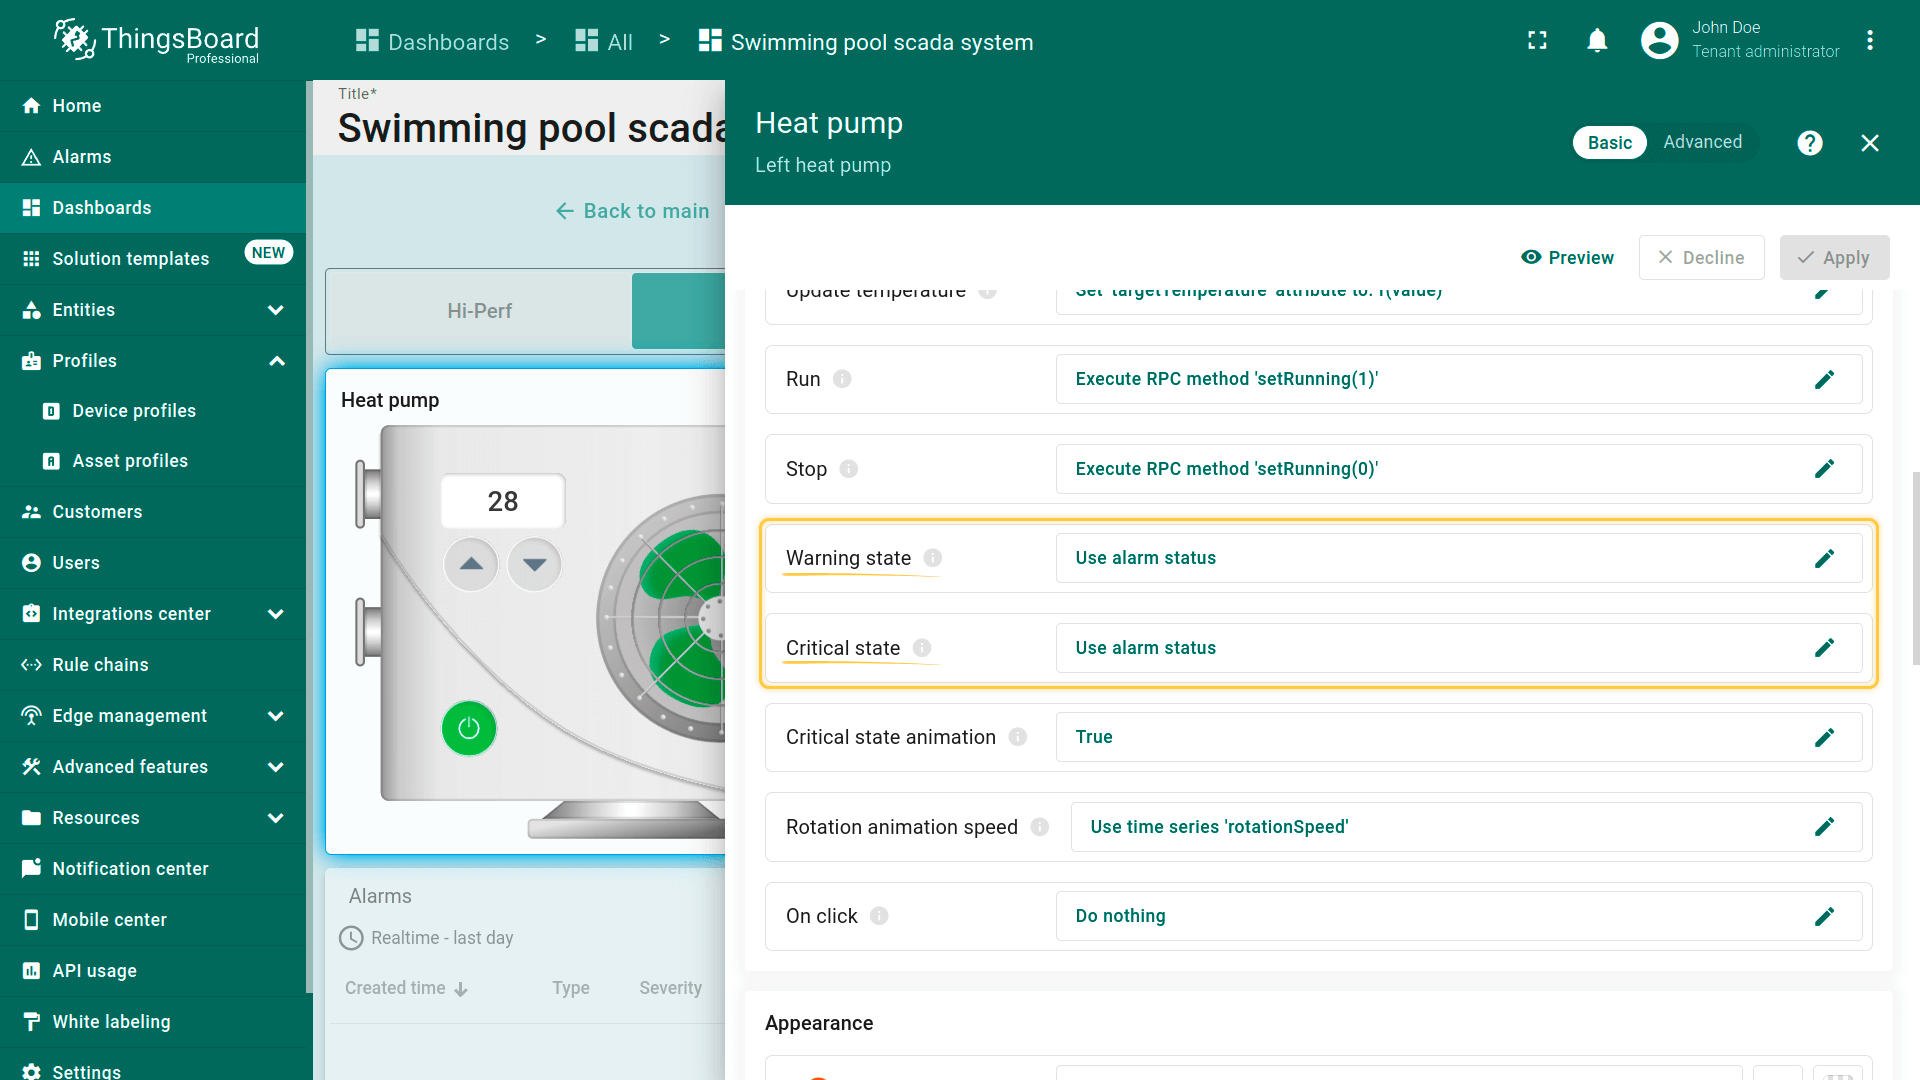 ThingsBoard
Professional
Dashboards > All > Swimming pool scada system
John Doe
Tenant administrator
Home
Alarms
Dashboards
Solution templates NEW
Entities
Profiles
Device profiles
Asset profiles
Customers
Users
Integrations center
Rule chains
Edge management
Advanced features
Resources
Notification center
Mobile center
API usage
White labeling
Settings
Title*
Swimming pool scada
Back to main
Hi-Perf
Heat pump
28
Alarms
Realtime - last day
Created time Type Severity
Heat pump
Left heat pump
Basic Advanced
Preview Decline Apply
Update temperature Set 'targetTemperature' attribute to: f(value)
Run Execute RPC method 'setRunning(1)'
Stop Execute RPC method 'setRunning(0)'
Warning state Use alarm status
Critical state Use alarm status
Critical state animation True
Rotation animation speed Use time series 'rotationSpeed'
On click Do nothing
Appearance